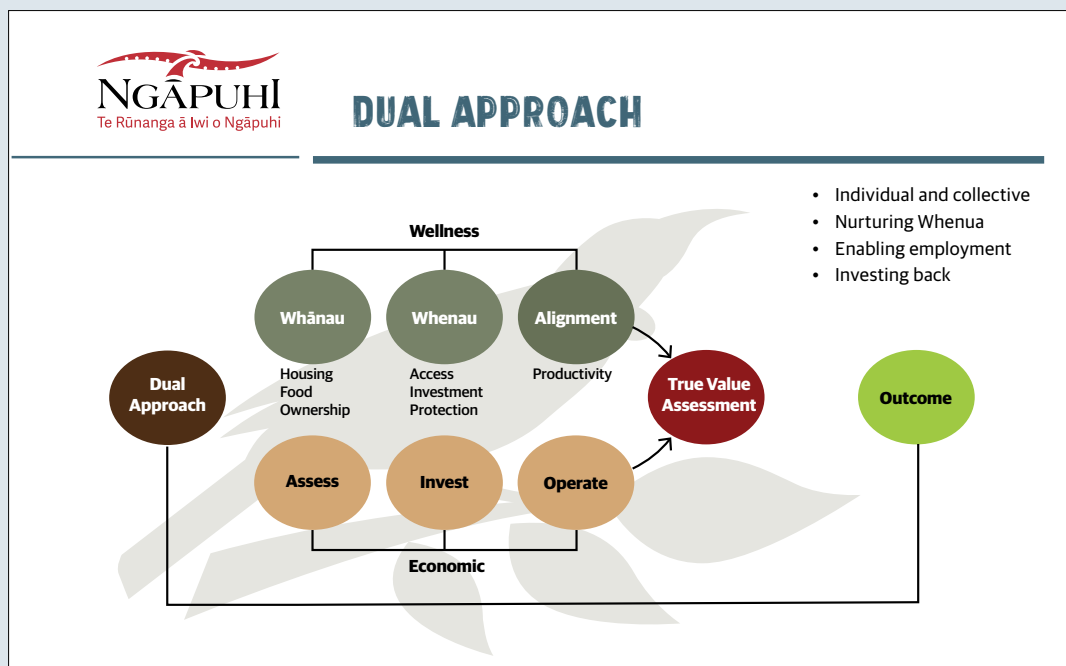 NGĀPUHI
Te Rūnanga ā Iwi o Ngāpuhi
DUAL APPROACH
• Individual and collective
• Nurturing Whenua
• Enabling employment
• Investing back
Wellness
Whānau
Whenau
Alignment
Housing
Food
Ownership
Access
Investment
Protection
Productivity
Dual
Approach
True Value
Assessment
Outcome
Assess
Invest
Operate
Economic